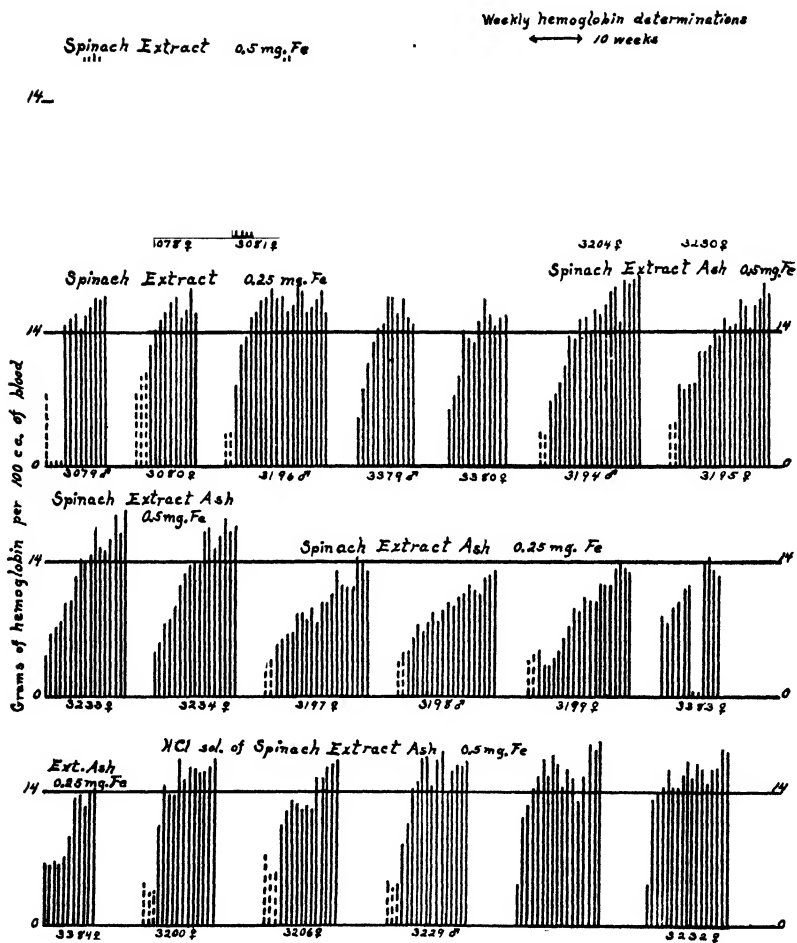 Weekly hemoglobin determinations
10 weeks
Spinach Extract 0.5 mg. Fe
14
078♀ 3081♀ 3204♀ 3230♀
Spinach Extract 0.25 mg. Fe
Spinach Extract Ash 0.5 mg. Fe
14 14
Grams of hemoglobin per 100 cc. of blood
0 0
3079♂ 3080♀ 3196♂ 3379♂ 3380♀ 3194♂ 3195♀
Spinach Extract Ash
0.5 mg. Fe
Spinach Extract Ash 0.25 mg. Fe
14 14
0 0
3233♀ 3234♀ 3197♀ 3198♂ 3199♀ 3383♀
HCl sol. of Spinach Extract Ash 0.5 mg. Fe
Ext. Ash
0.25 mg. Fe
14 14
0 0
3384♀ 3200♀ 3206♀ 3229♂ 3232♀